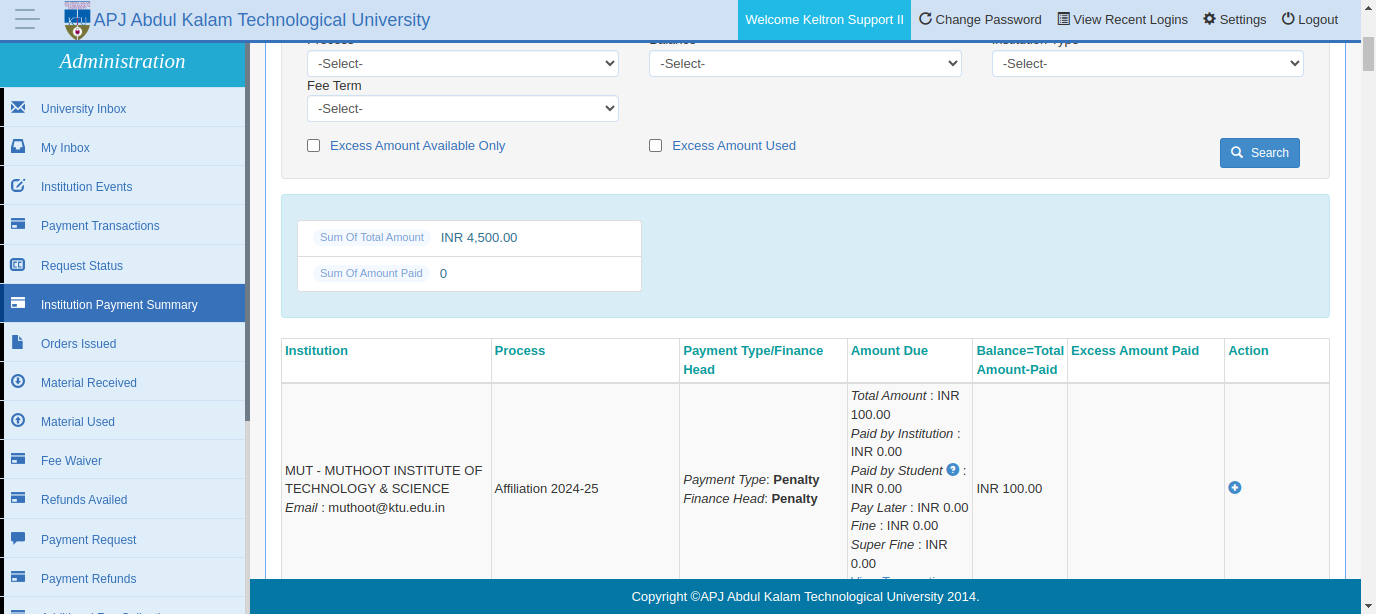 APJ Abdul Kalam Technological University
Welcome Keltron Support II
Change Password
View Recent Logins
Settings
Logout
Administration
University Inbox
My Inbox
Institution Events
Payment Transactions
Request Status
Institution Payment Summary
Orders Issued
Material Received
Material Used
Fee Waiver
Refunds Availed
Payment Request
Payment Refunds
Process
Balance
Institution Type
-Select-
-Select-
-Select-
Fee Term
-Select-
Excess Amount Available Only
Excess Amount Used
Search
Sum Of Total Amount INR 4,500.00
Sum Of Amount Paid 0
Institution
Process
Payment Type/Finance
Head
Amount Due
Balance=Total
Amount-Paid
Excess Amount Paid
Action
MUT - MUTHOOT INSTITUTE OF
TECHNOLOGY & SCIENCE
Email : muthoot@ktu.edu.in
Affiliation 2024-25
Payment Type: Penalty
Finance Head: Penalty
Total Amount : INR
100.00
Paid by Institution :
INR 0.00
Paid by Student :
INR 0.00
Pay Later : INR 0.00
Fine : INR 0.00
Super Fine : INR
0.00
INR 100.00
Copyright ©APJ Abdul Kalam Technological University 2014.